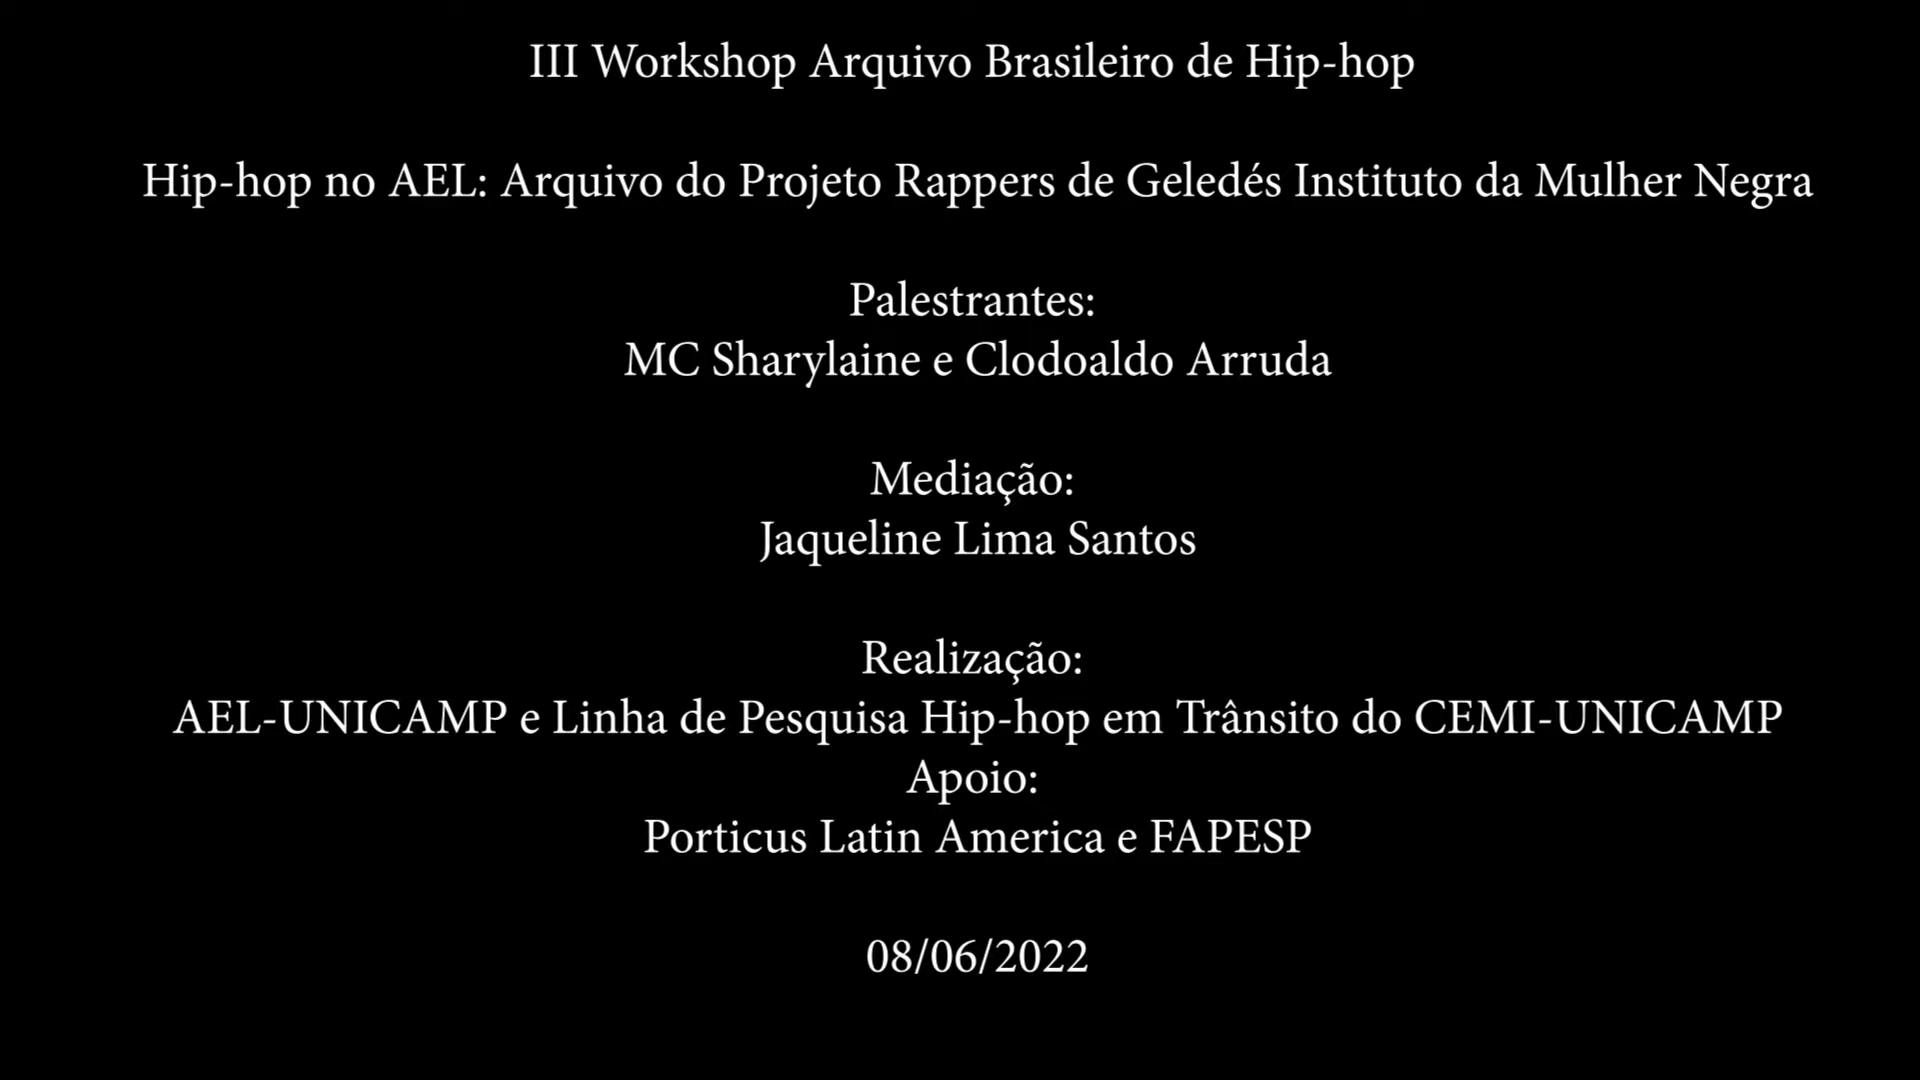 III Workshop Arquivo Brasileiro de Hip-hop
Hip-hop no AEL: Arquivo do Projeto Rappers de Geledés Instituto da Mulher Negra
Palestrantes:
MC Sharylaine e Clodoaldo Arruda
Mediação:
Jaqueline Lima Santos
Realização:
AEL-UNICAMP e Linha de Pesquisa Hip-hop em Trânsito do CEMI-UNICAMP
Apoio:
Porticus Latin America e FAPESP
08/06/2022